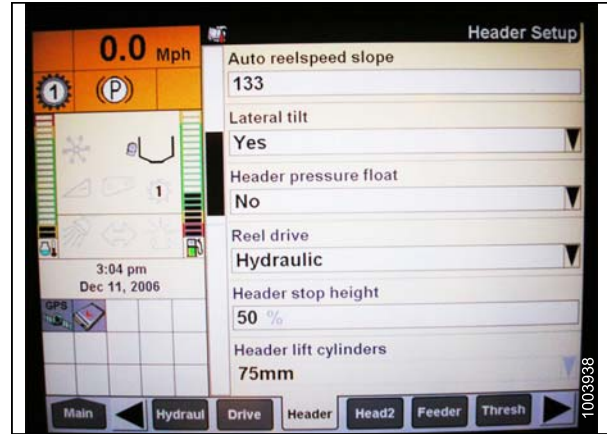 Header Setup
0.0 Mph
1
(P)
1
3:04 pm
Dec 11, 2006
GPS
Auto reelspeed slope
133
Lateral tilt
Yes
Header pressure float
No
Reel drive
Hydraulic
Header stop height
50 %
Header lift cylinders
75mm
Main
Hydraul
Drive
Header
Head2
Feeder
Thresh
1003938